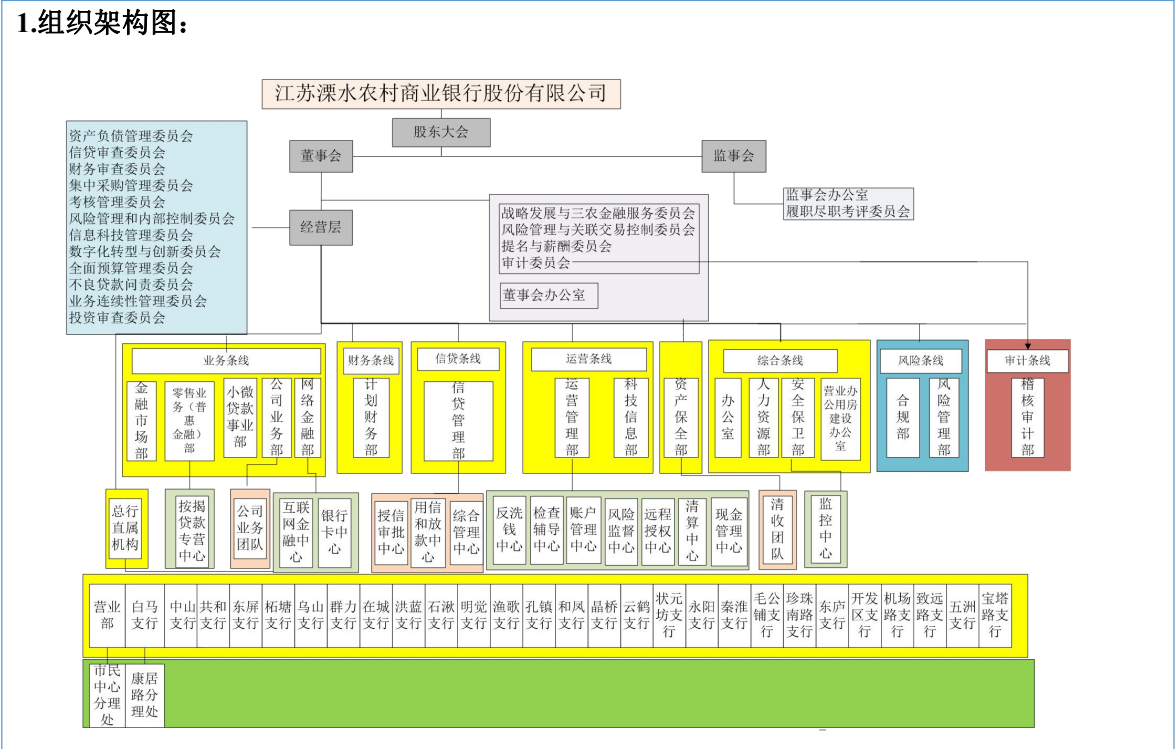 1.组织架构图：
江苏溧水农村商业银行股份有限公司
股东大会
董事会
监事会
资产负债管理委员会
信贷审查委员会
财务审查委员会
集中采购管理委员会
考核管理委员会
风险管理和内部控制委员会
信息科技管理委员会
数字化转型与创新委员会
全面预算管理委员会
不良贷款问责委员会
业务连续性管理委员会
投资审查委员会
监事会办公室
履职尽职考评委员会
经营层
战略发展与三农金融服务委员会
风险管理与关联交易控制委员会
提名与薪酬委员会
审计委员会
董事会办公室
业务条线
财务条线
信贷条线
运营条线
综合条线
风险条线
审计条线
金融市场部
零售业
务（普
惠
金融）
部
小微
贷款
事业
部
公司业务部
网络金融部
计划财务部
信贷管理部
运营管理部
科技信息部
资产保全部
办公室
人力资源部
安全保卫部
营业办
公用房
建设
办公
室
合规部
风险管理部
稽核审计部
总行
直属
机构
按揭
贷款
专营
中心
公司
业务
团队
互联
网金
融中
心
银行
卡中
心
授信
审批
中心
用信
和放
款中
心
综合
管理
中心
反洗
钱
中心
检查
辅导
中心
账户
管理
中心
风险
监督
中心
远程
授权
中心
清算中心
现金
管理
中心
清收团队
监控中心
营业
部
白马
支行
中山
支行
共和
支行
东屏
支行
柘塘
支行
乌山
支行
群力
支行
在城
支行
洪蓝
支行
石湫
支行
明觉
支行
渔歌
支行
孔镇
支行
和凤
支行
晶桥
支行
云鹤
支行
状元
坊支
行
永阳
支行
秦淮
支行
毛公
铺支
行
珍珠
南路
支行
东庐
支行
开发
区支
行
机场
路支
行
致远
路支
行
五洲
支行
宝塔
路支
行
市民
中心
分理
处
康居
路分
理处